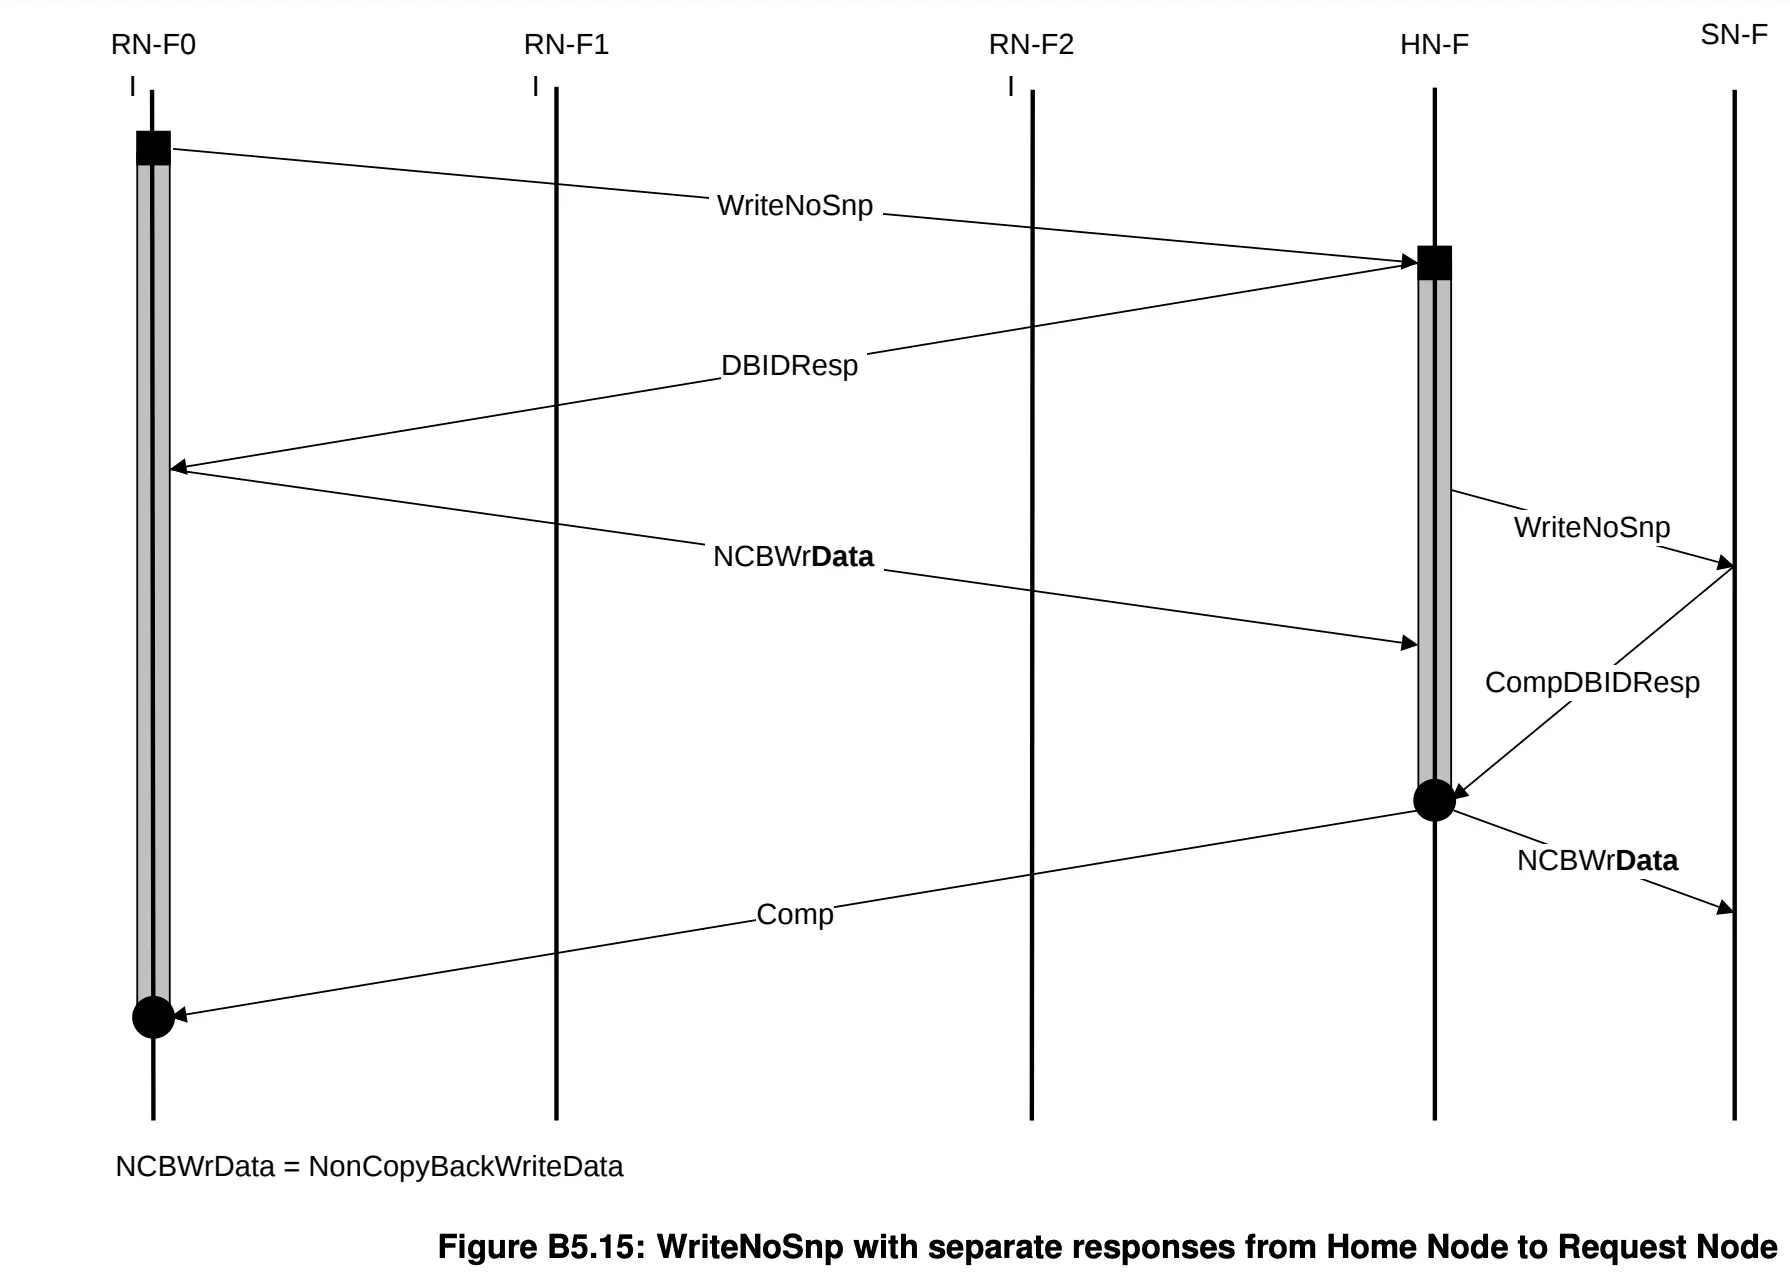 RN-F0 RN-F1 RN-F2 HN-F SN-F
I I I
WriteNoSnp
DBIDResp
WriteNoSnp
NCBWrData
CompDBIDResp
NCBWrData
Comp
NCBWrData = NonCopyBackWriteData
Figure B5.15: WriteNoSnp with separate responses from Home Node to Request Node